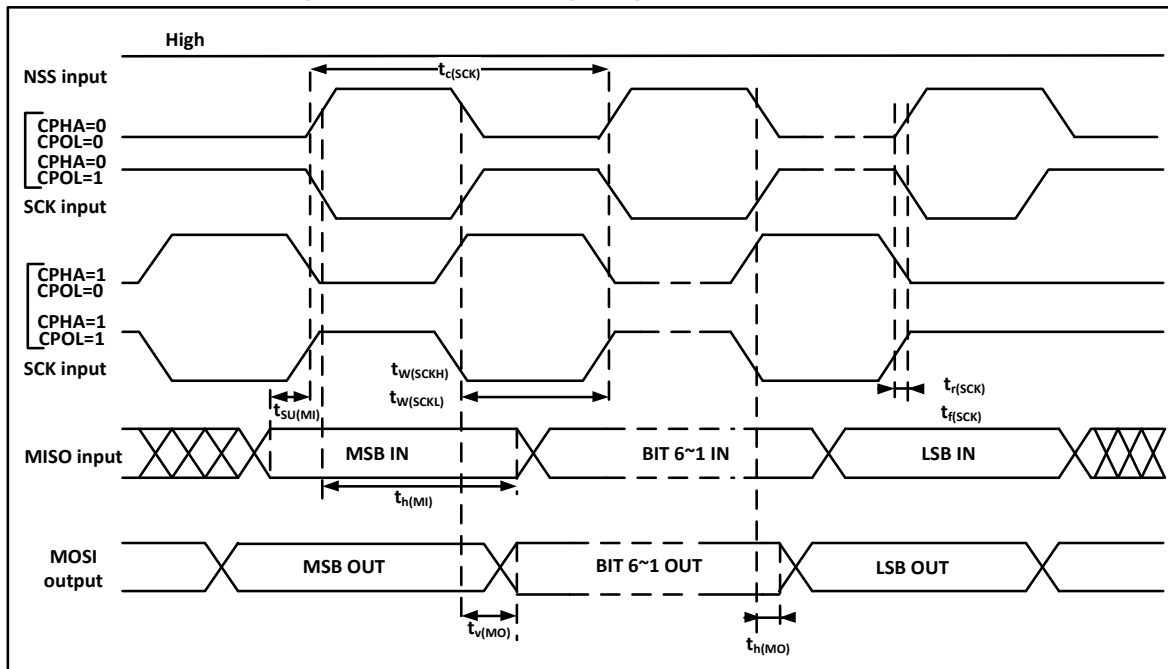 High
NSS input
tc(SCK)
CPHA=0
CPOL=0
CPHA=0
CPOL=1
SCK input
CPHA=1
CPOL=0
CPHA=1
CPOL=1
SCK input
tW(SCKH)
tW(SCKL)
tr(SCK)
tf(SCK)
tSU(MI)
MISO input
MSB IN
BIT 6~1 IN
LSB IN
th(MI)
MOSI
output
MSB OUT
BIT 6~1 OUT
LSB OUT
tv(MO)
th(MO)